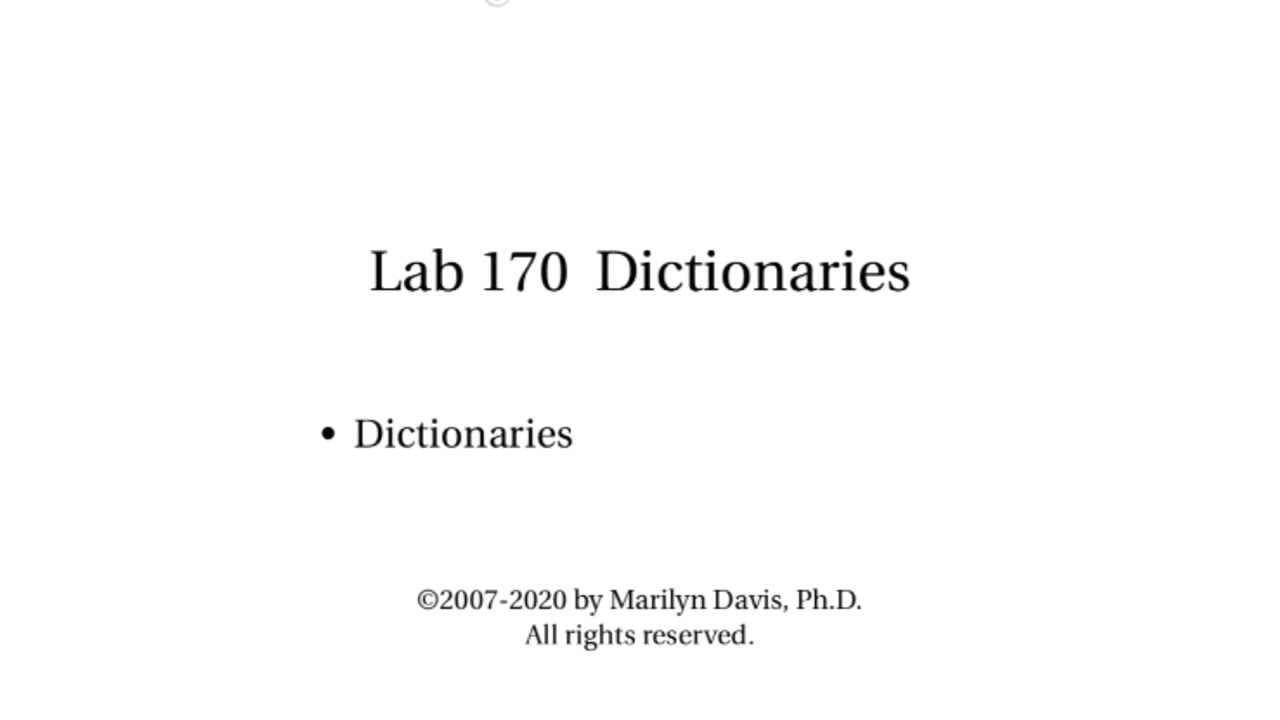 Lab 170 Dictionaries
• Dictionaries
©2007-2020 by Marilyn Davis, Ph.D.
All rights reserved.